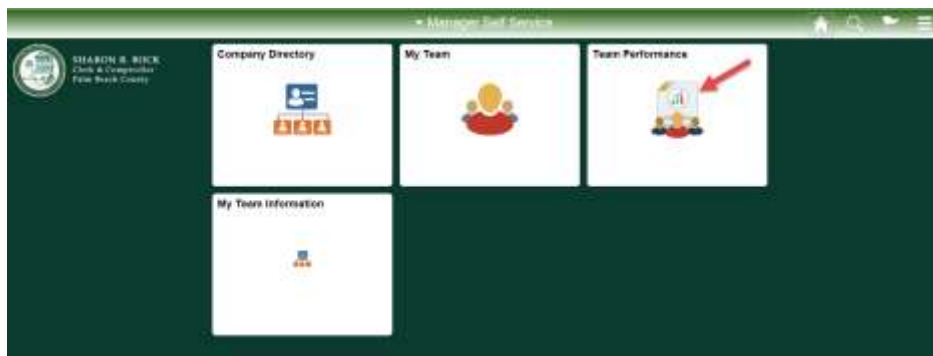 Manager Self Service
SHARON R. BOCK
Clerk & Comptroller
Palm Beach County
Company Directory
My Team
Team Performance
My Team Information